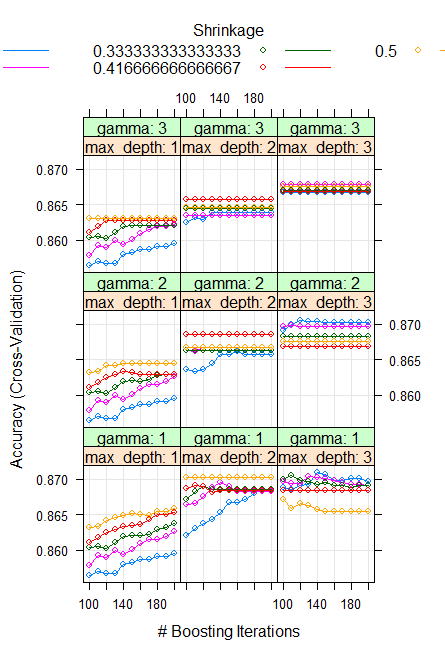 Shrinkage
0.333333333333333 0.5
0.416666666666667
100 140 180
gamma: 3 gamma: 3 gamma: 3
max_depth: 1 max_depth: 2 max_depth: 3
0.870
0.865
0.860
gamma: 2 gamma: 2 gamma: 2
max_depth: 1 max_depth: 2 max_depth: 3
0.870
0.865
0.860
gamma: 1 gamma: 1 gamma: 1
max_depth: 1 max_depth: 2 max_depth: 3
0.870
0.865
0.860
100 140 180 100 140 180
Accuracy (Cross-Validation)
# Boosting Iterations